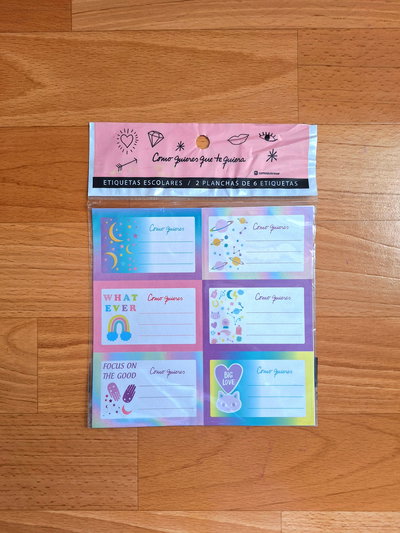 Como quieres que te quiera
ETIQUETAS ESCOLARES / 2 PLANCHAS DE 6 ETIQUETAS
Como quieres
Como quieres
WHAT
EVER
Como quieres
Como quieres
FOCUS ON
THE GOOD
Como quieres
BIG
LOVE
Como quieres